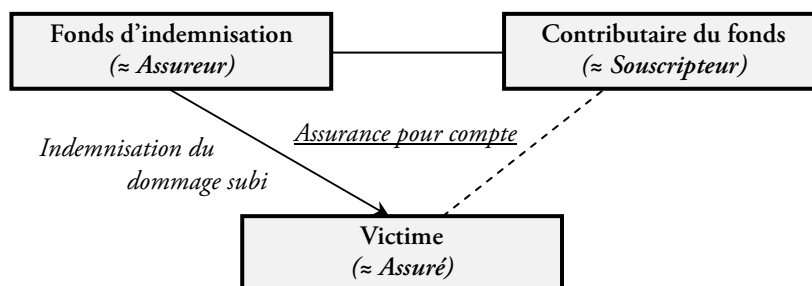 Fonds d'indemnisation
(≈ Assureur)
Contributaire du fonds
(≈ Souscripteur)
Assurance pour compte
Indemnisation du
dommage subi
Victime
(≈ Assuré)